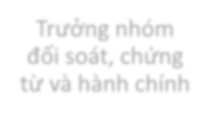 Trưởng nhóm
đối soát, chứng
từ và hành chính